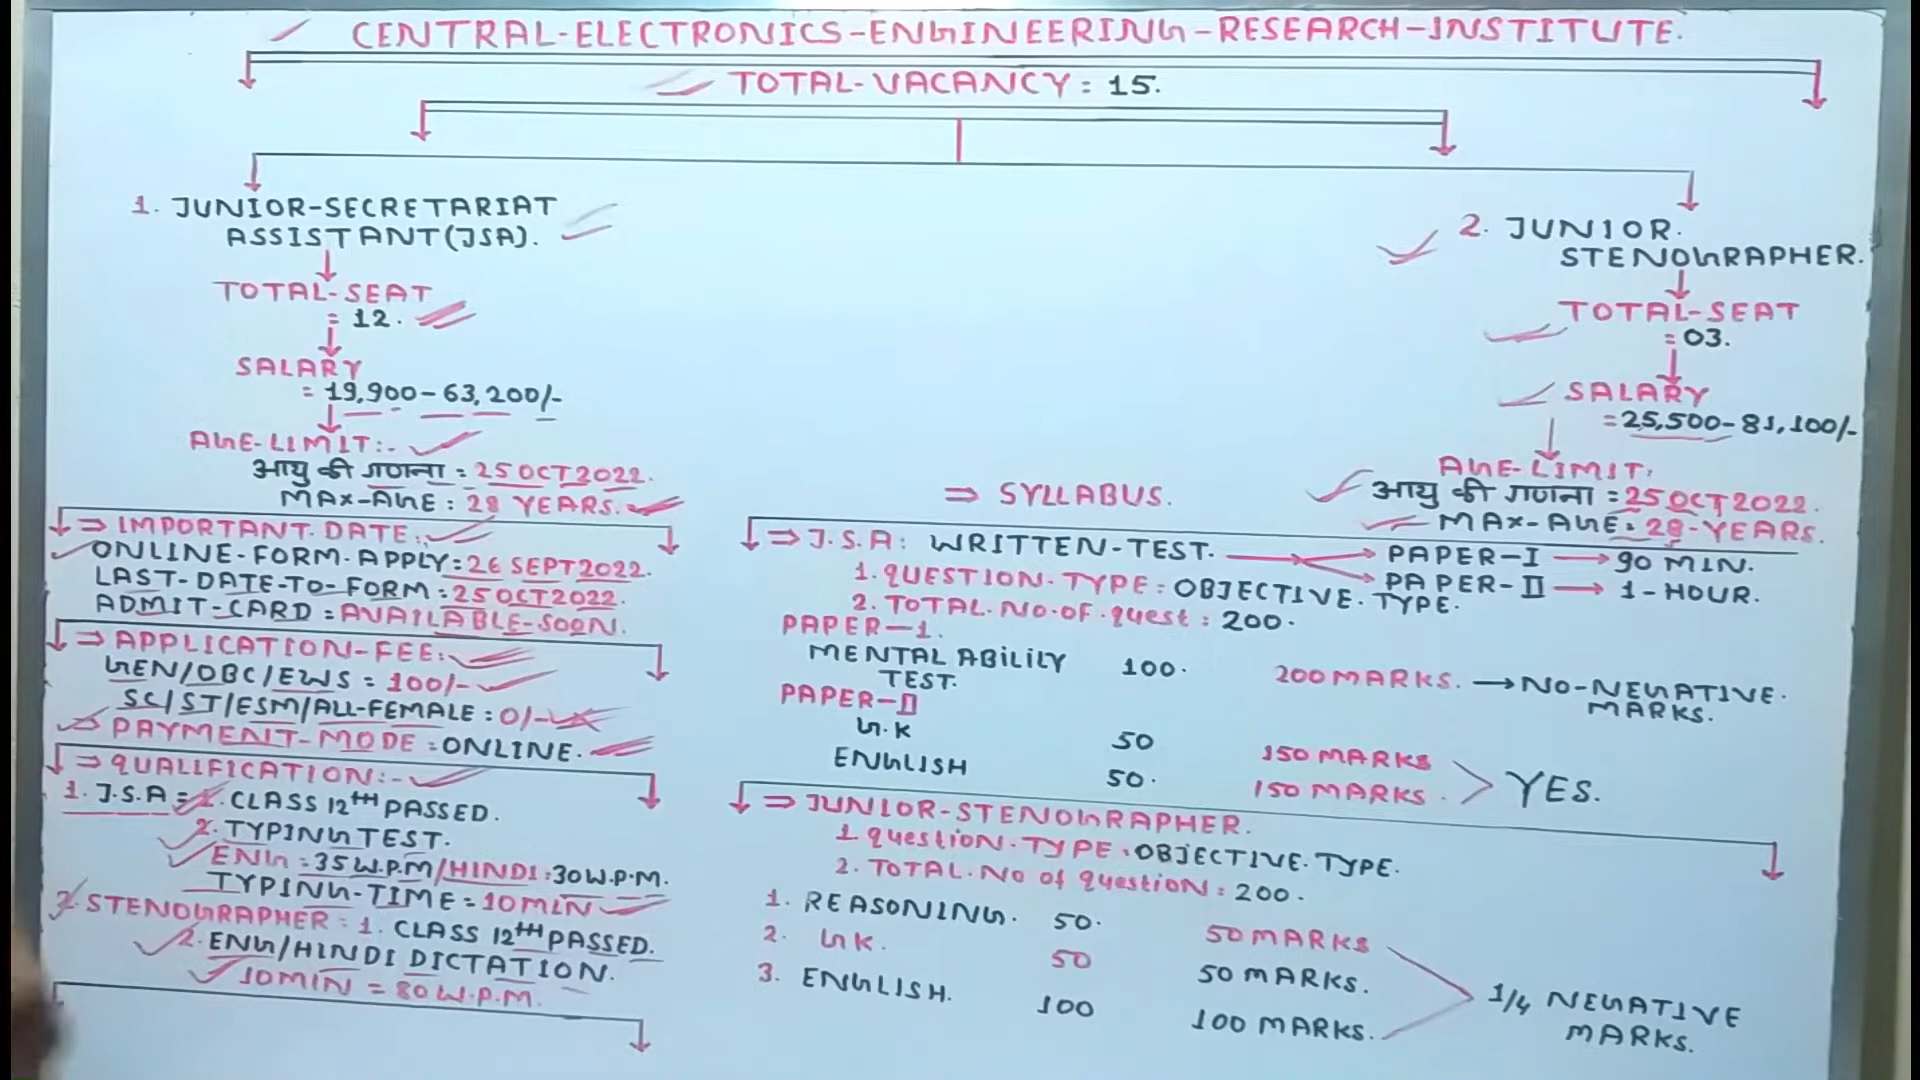 CENTRAL-ELECTRONICS-ENGINEERING-RESEARCH-INSTITUTE.
TOTAL-VACANCY: 15.
1. JUNIOR-SECRETARIAT
ASSISTANT(JSA).
TOTAL-SEAT
= 12.
SALARY
= 19,900-63,200/-
AGE-LIMIT:-
आयु की गणना = 25 OCT 2022.
MAX-AGE: 28 YEARS.
⇒ IMPORTANT.DATE:
ONLINE-FORM.APPLY:26 SEPT 2022.
LAST-DATE-TO-FORM:25 OCT 2022.
ADMIT-CARD=AVAILABLE-SOON.
⇒ APPLICATION-FEE:
GEN/OBC/EWS = 100/-
SC/ST/ESM/ALL-FEMALE: 0/-
PAYMENT-MODE=ONLINE.
⇒ QUALIFICATION:-
1. J.S.A = 1. CLASS 12TH PASSED.
2. TYPING TEST.
ENG = 35 W.P.M/HINDI:30 W.P.M.
TYPING-TIME = 10MIN
2. STENOGRAPHER: 1. CLASS 12TH PASSED.
2. ENG/HINDI DICTATION.
10MIN = 80 W.P.M.
2. JUNIOR.
STENOGRAPHER.
TOTAL-SEAT
= 03.
SALARY
= 25,500-81,100/-
AGE-LIMIT:
आयु की गणना = 25 OCT 2022.
MAX-AGE: 28-YEARS.
⇒ SYLLABUS.
⇒ J.S.A: WRITTEN-TEST. → PAPER-I → 90 MIN.
PAPER-II → 1-HOUR.
1. QUESTION.TYPE: OBJECTIVE.TYPE.
2. TOTAL.NO.OF.QUEST: 200.
PAPER-1.
MENTAL ABILILY 100. 200 MARKS. → NO-NEGATIVE.
TEST. MARKS.
PAPER-II
G.K 50 150 MARKS
ENGLISH 50. 150 MARKS. YES.
⇒ JUNIOR-STENOGRAPHER.
1 QUESTION.TYPE.OBJECTIVE.TYPE.
2. TOTAL.NO of QUESTION: 200.
1. REASONING. 50. 50 MARKS
2. GK. 50 50 MARKS.
3. ENGLISH. 100 100 MARKS.
1/4 NEGATIVE
MARKS.